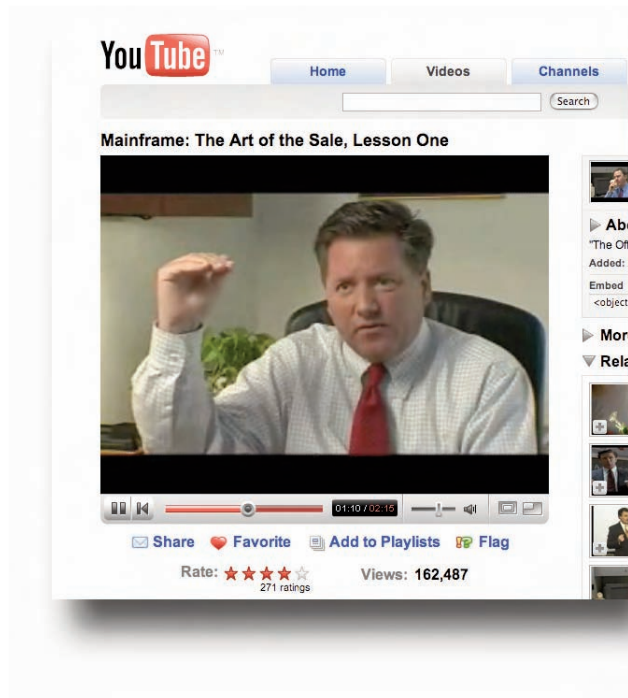 You Tube ™
Home Videos Channels
Search
Mainframe: The Art of the Sale, Lesson One
Abo
"The Off
Added:
Embed
<object
Mor
Rela
01:10 / 02:15
Share Favorite Add to Playlists Flag
Rate: Views: 162,487
271 ratings